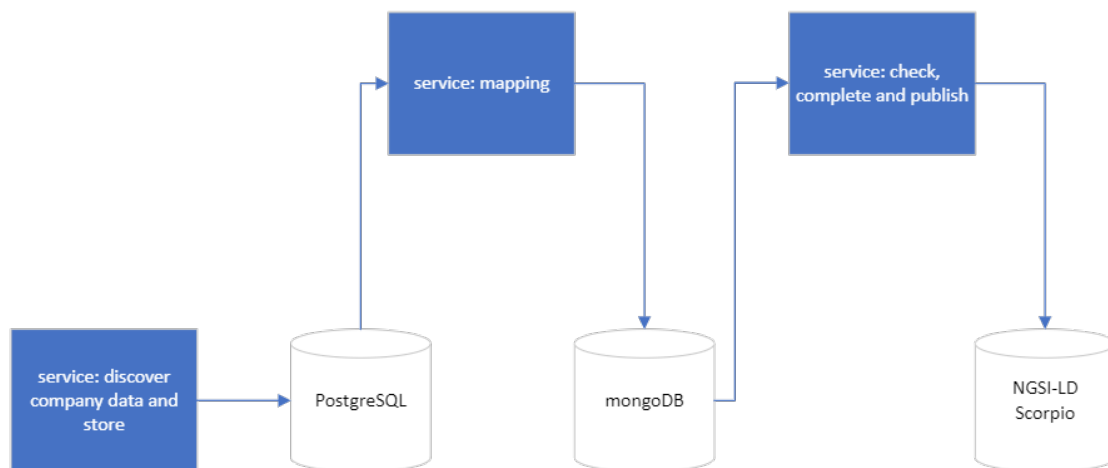 service: mapping
service: check,
complete and publish
service: discover
company data and
store
PostgreSQL
mongoDB
NGSI-LD
Scorpio